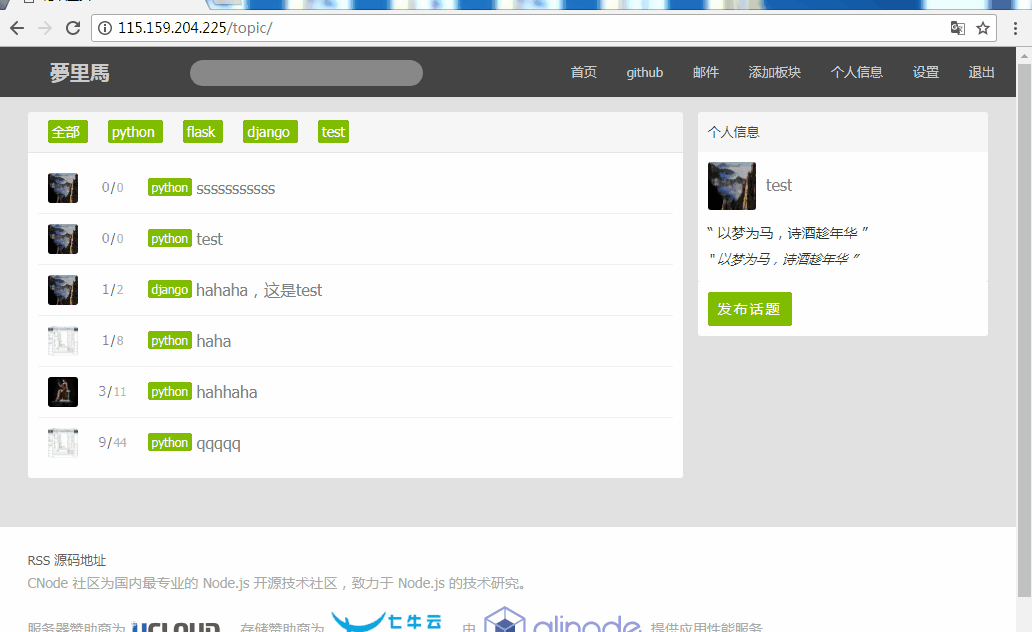 115.159.204.225/topic/
夢里馬
首页 github 邮件 添加板块 个人信息 设置 退出
全部 python flask django test
0/0 python sssssssssss
0/0 python test
1/2 django hahaha，这是test
1/8 python haha
3/11 python hahhaha
9/44 python qqqqq
个人信息
test
“ 以梦为马，诗酒趁年华 ”
"以梦为马，诗酒趁年华 ”
发布话题
RSS 源码地址
CNode 社区为国内最专业的 Node.js 开源技术社区，致力于 Node.js 的技术研究。
服务器赞助商为 UCLOUD 存储赞助商为 七牛云 由 alinode 提供应用性能服务